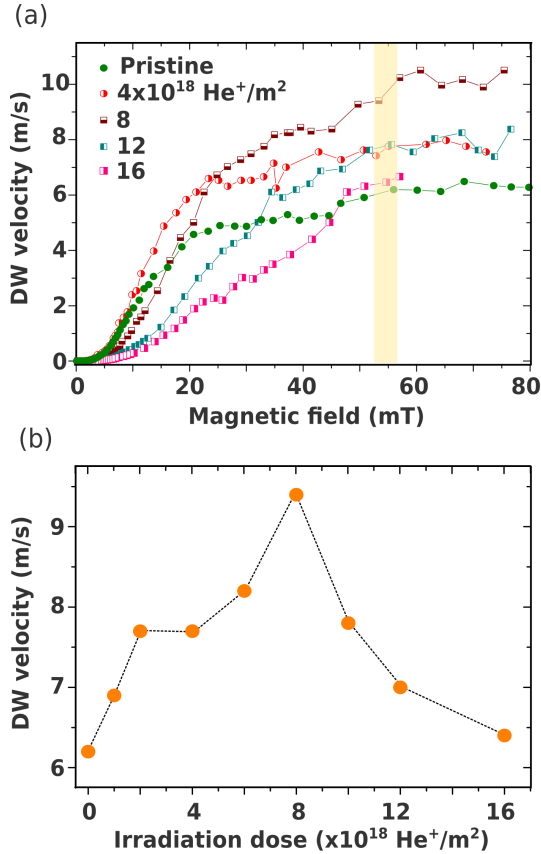 (a)
DW velocity (m/s)
10
8
6
4
2
0
Pristine
4x10¹⁸ He⁺/m²
8
12
16
0 20 40 60 80
Magnetic field (mT)
(b)
DW velocity (m/s)
9
8
7
6
0 4 8 12 16
Irradiation dose (x10¹⁸ He⁺/m²)